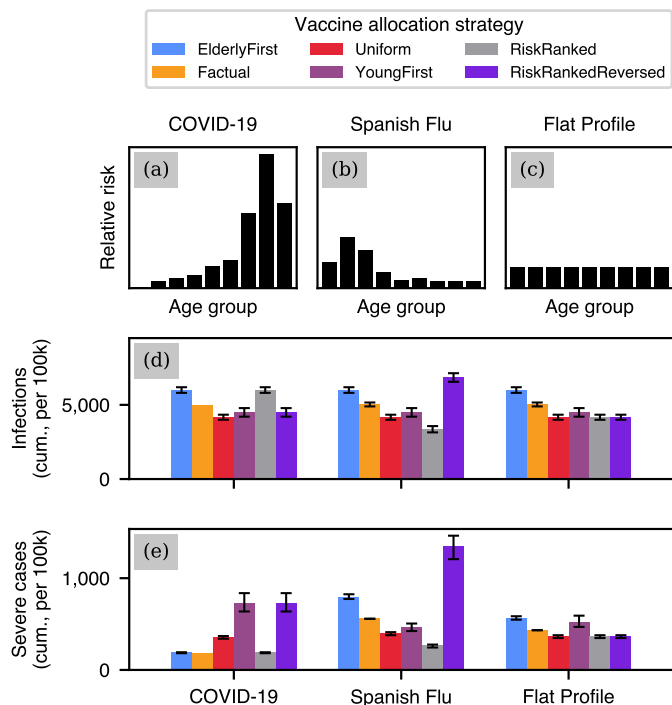 Vaccine allocation strategy
ElderlyFirst Uniform RiskRanked
Factual YoungFirst RiskRankedReversed
COVID-19 Spanish Flu Flat Profile
Relative risk
(a) (b) (c)
Age group Age group Age group
Infections
(cum., per 100k)
(d)
5,000
0
Severe cases
(cum., per 100k)
(e)
1,000
0
COVID-19 Spanish Flu Flat Profile